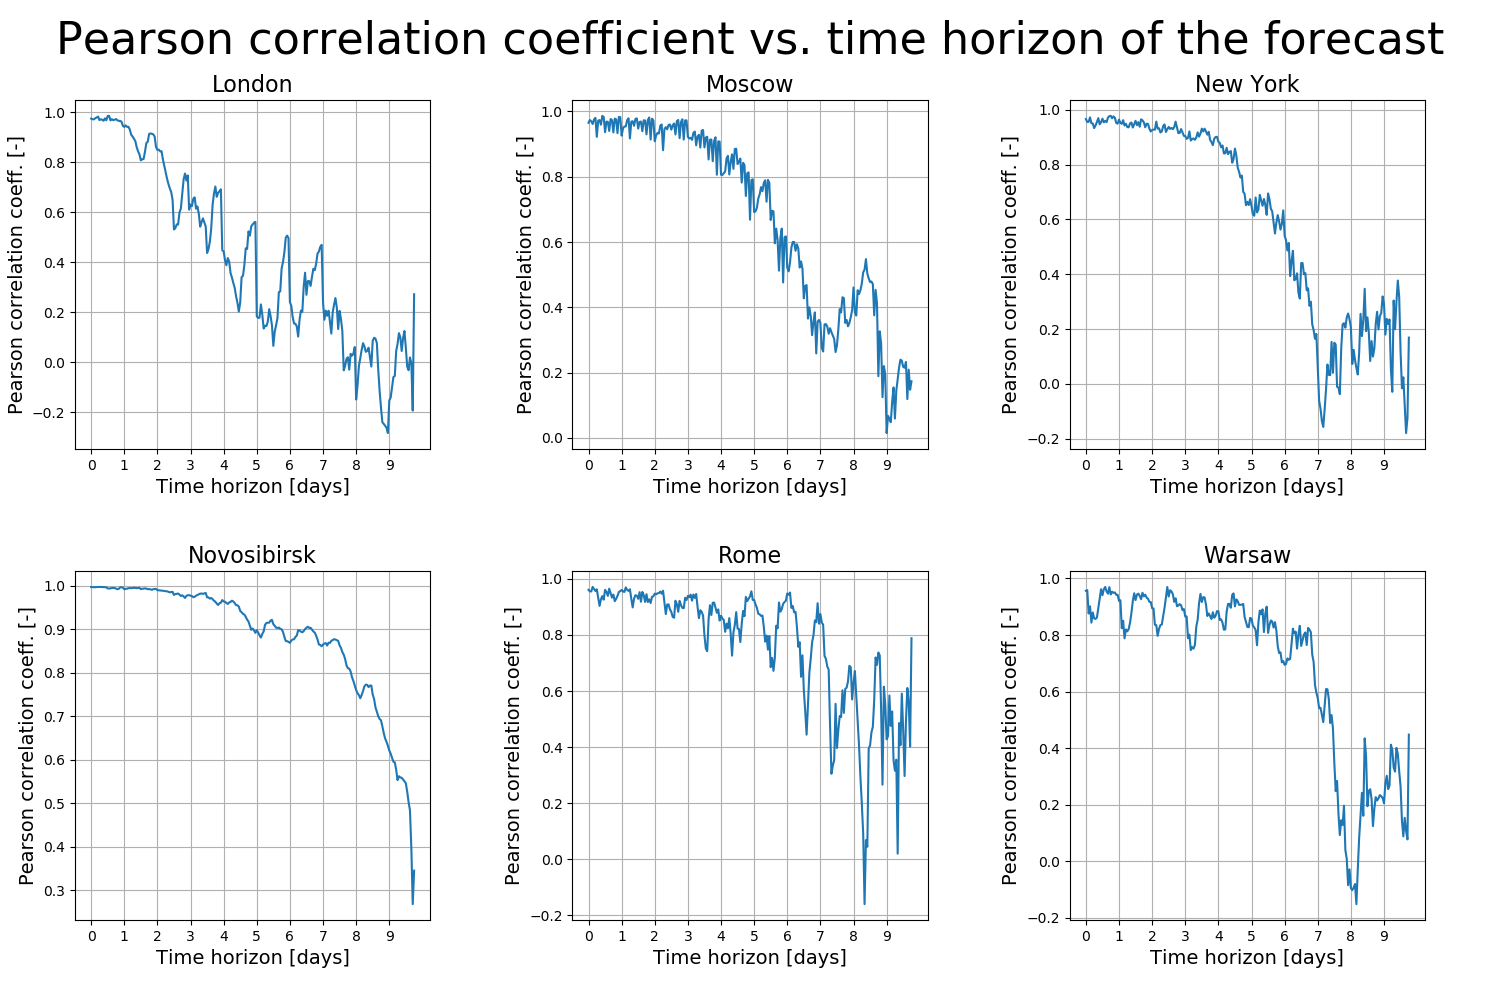 Pearson correlation coefficient vs. time horizon of the forecast
London
Pearson correlation coeff. [-]
1.0
0.8
0.6
0.4
0.2
0.0
−0.2
0 1 2 3 4 5 6 7 8 9
Time horizon [days]
Moscow
Pearson correlation coeff. [-]
1.0
0.8
0.6
0.4
0.2
0.0
0 1 2 3 4 5 6 7 8 9
Time horizon [days]
New York
Pearson correlation coeff. [-]
1.0
0.8
0.6
0.4
0.2
0.0
−0.2
0 1 2 3 4 5 6 7 8 9
Time horizon [days]
Novosibirsk
Pearson correlation coeff. [-]
1.0
0.9
0.8
0.7
0.6
0.5
0.4
0.3
0 1 2 3 4 5 6 7 8 9
Time horizon [days]
Rome
Pearson correlation coeff. [-]
1.0
0.8
0.6
0.4
0.2
0.0
−0.2
0 1 2 3 4 5 6 7 8 9
Time horizon [days]
Warsaw
Pearson correlation coeff. [-]
1.0
0.8
0.6
0.4
0.2
0.0
−0.2
0 1 2 3 4 5 6 7 8 9
Time horizon [days]